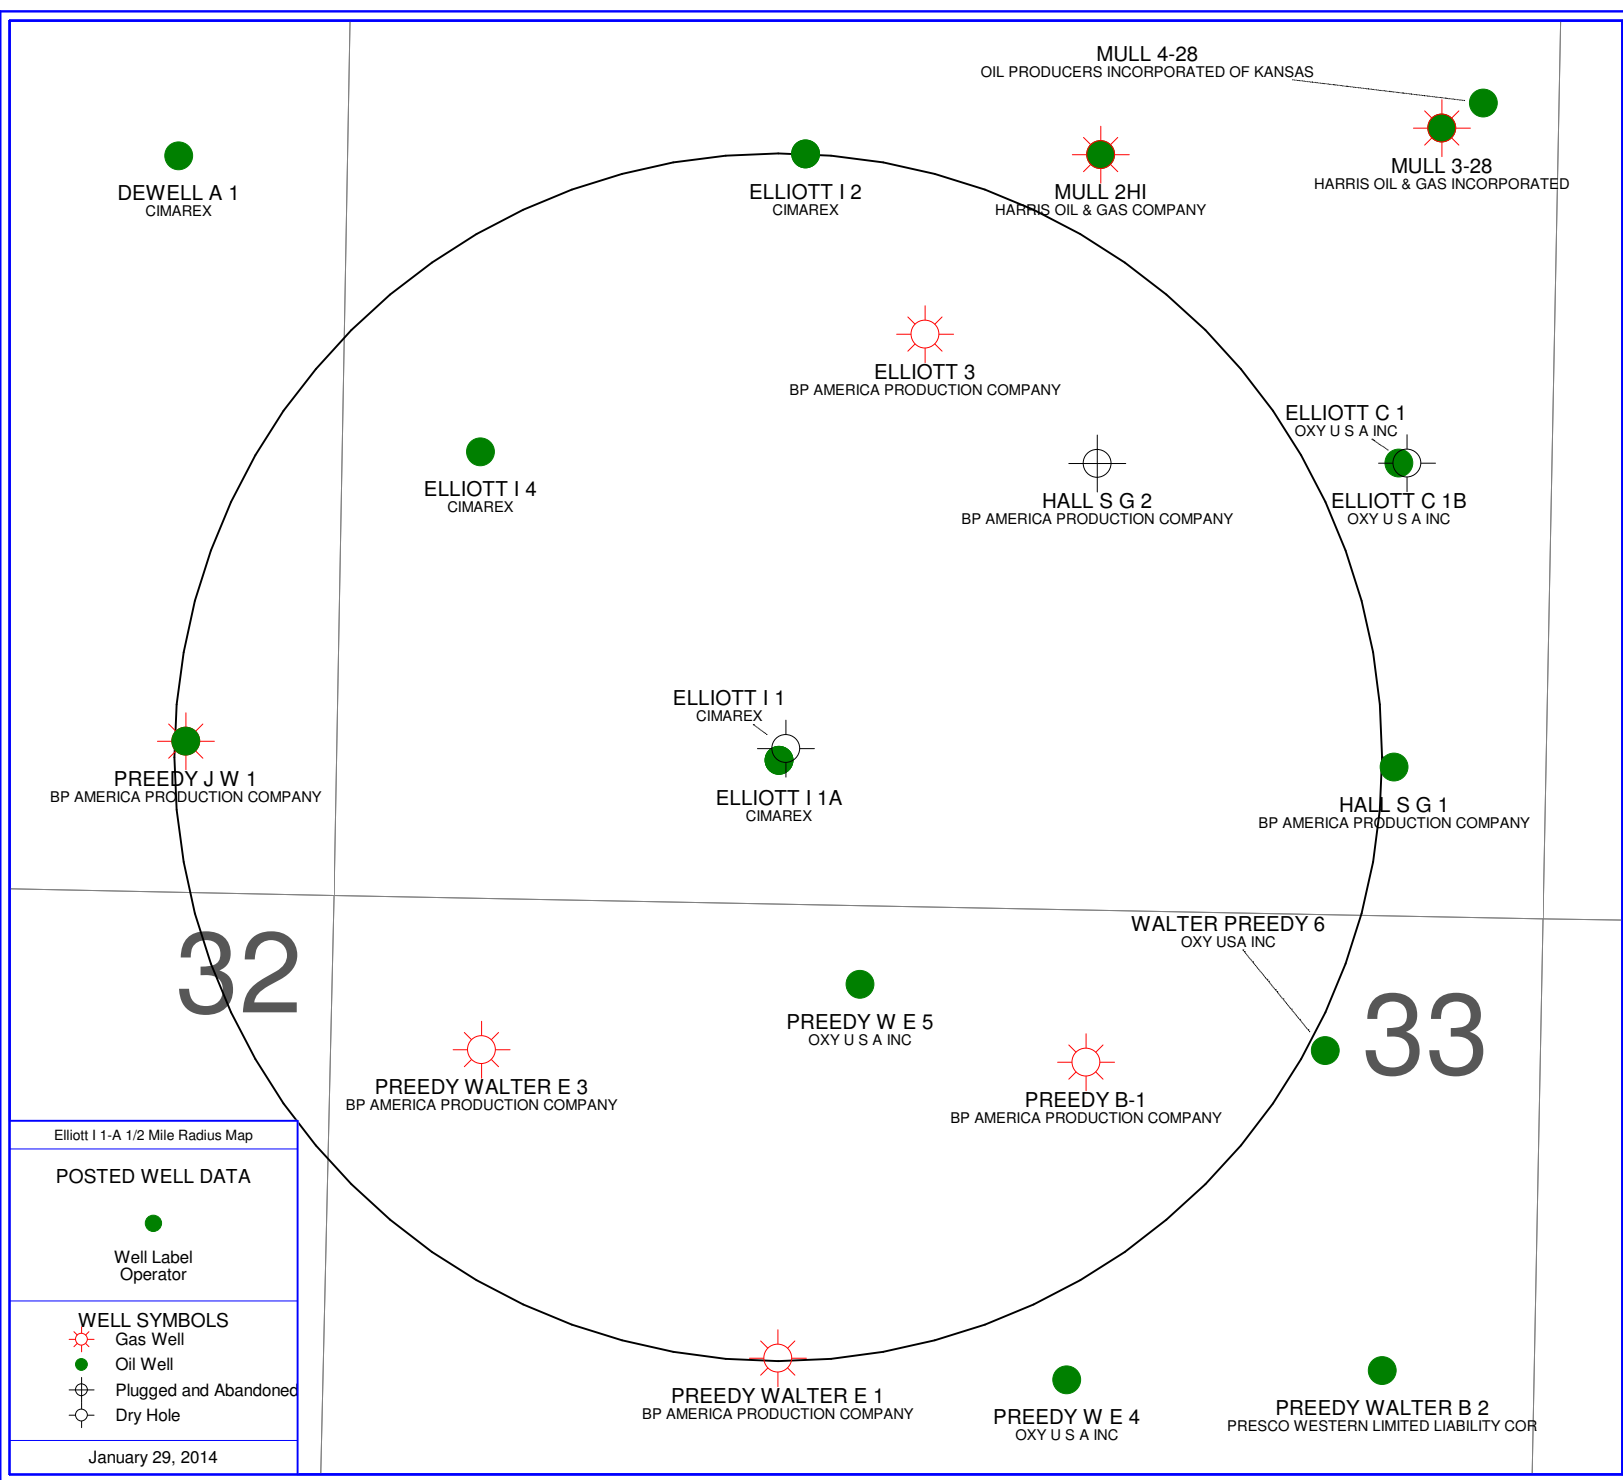 MULL 4-28
OIL PRODUCERS INCORPORATED OF KANSAS
DEWELL A 1
CIMAREX
ELLIOTT I 2
CIMAREX
MULL 2HI
HARRIS OIL & GAS COMPANY
MULL 3-28
HARRIS OIL & GAS INCORPORATED
ELLIOTT 3
BP AMERICA PRODUCTION COMPANY
ELLIOTT C 1
OXY U S A INC
ELLIOTT I 4
CIMAREX
HALL S G 2
BP AMERICA PRODUCTION COMPANY
ELLIOTT C 1B
OXY U S A INC
ELLIOTT I 1
CIMAREX
PREEDY J W 1
BP AMERICA PRODUCTION COMPANY
ELLIOTT I 1A
CIMAREX
HALL S G 1
BP AMERICA PRODUCTION COMPANY
WALTER PREEDY 6
OXY USA INC
32
33
PREEDY W E 5
OXY U S A INC
PREEDY WALTER E 3
BP AMERICA PRODUCTION COMPANY
PREEDY B-1
BP AMERICA PRODUCTION COMPANY
PREEDY WALTER E 1
BP AMERICA PRODUCTION COMPANY
PREEDY W E 4
OXY U S A INC
PREEDY WALTER B 2
PRESCO WESTERN LIMITED LIABILITY COR
Elliott I 1-A 1/2 Mile Radius Map
POSTED WELL DATA
Well Label
Operator
WELL SYMBOLS
Gas Well
Oil Well
Plugged and Abandoned
Dry Hole
January 29, 2014